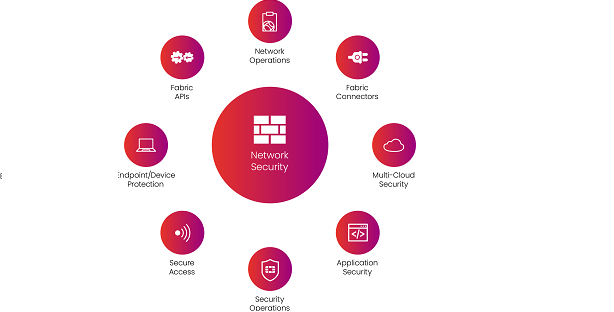 Network
Operations
Fabric
APIs
Fabric
Connectors
Network
Security
Endpoint/Device
Protection
Multi-Cloud
Security
</>
Secure
Access
Application
Security
Security
Operations